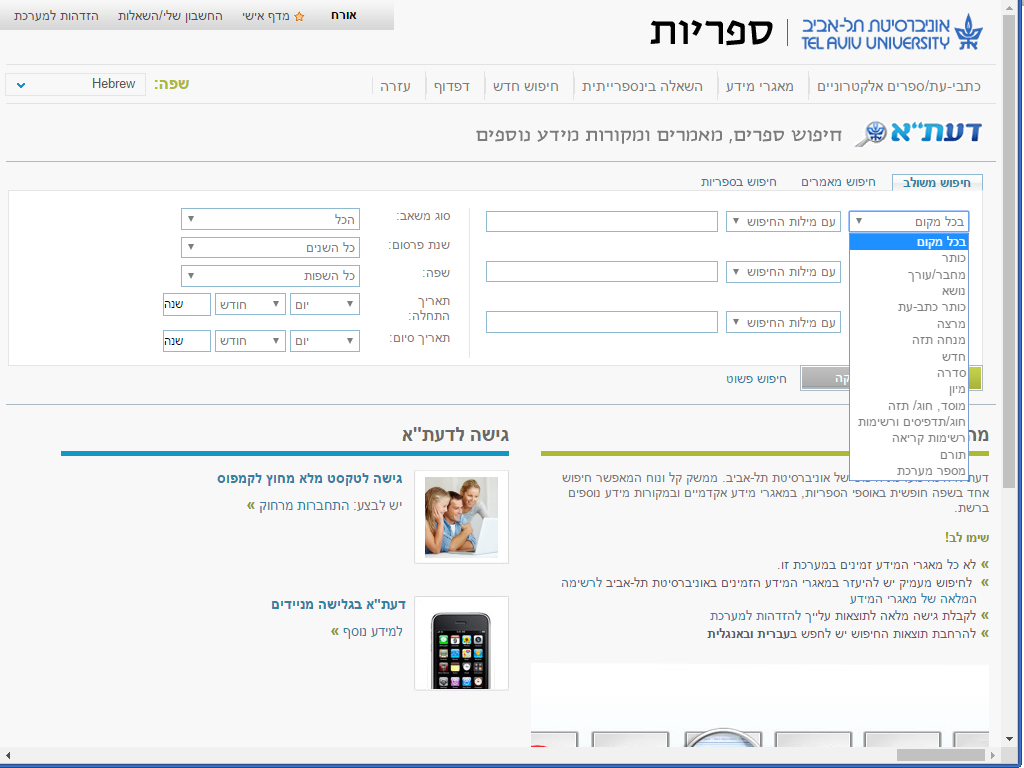 אורח
מדף אישי
החשבון שלי/השאלות
הזדהות למערכת
אוניברסיטת תל-אביב
TEL AVIV UNIVERSITY
ספריות
כתבי-עת/ספרים אלקטרוניים
מאגרי מידע
השאלה בינספרייתית
חיפוש חדש
דפדוף
עזרה
שפה:
Hebrew
דעת"א
חיפוש ספרים, מאמרים ומקורות מידע נוספים
חיפוש משולב
חיפוש מאמרים
חיפוש בספריות
בכל מקום
עם מילות החיפוש
עם מילות החיפוש
עם מילות החיפוש
בכל מקום
כותר
מחבר/עורך
נושא
כותר כתב-עת
מרצה
מנחה תזה
חדש
סדרה
מיון
מוסד, חוג/ תזה
חוג/תדפיסים ורשימות
רשימות קריאה
תורם
מספר מערכת
סוג משאב:
הכל
שנת פרסום:
כל השנים
שפה:
כל השפות
תאריך
התחלה:
יום
חודש
שנה
תאריך סיום:
יום
חודש
שנה
חיפוש פשוט
גישה לדעת"א
של אוניברסיטת תל-אביב. ממשק קל ונוח המאפשר חיפוש
אחד בשפה חופשית באוספי הספריות, במאגרי מידע אקדמיים ובמקורות מידע נוספים
ברשת.
שימו לב!
» לא כל מאגרי המידע זמינים במערכת זו.
» לחיפוש מעמיק יש להיעזר במאגרי המידע הזמינים באוניברסיטת תל-אביב לרשימה
המלאה של מאגרי המידע
» לקבלת גישה מלאה לתוצאות עלייך להזדהות למערכת
» להרחבת תוצאות החיפוש יש לחפש בעברית ובאנגלית
גישה לטקסט מלא מחוץ לקמפוס
יש לבצע: התחברות מרחוק »
דעת"א בגלישה מניידים
למידע נוסף »